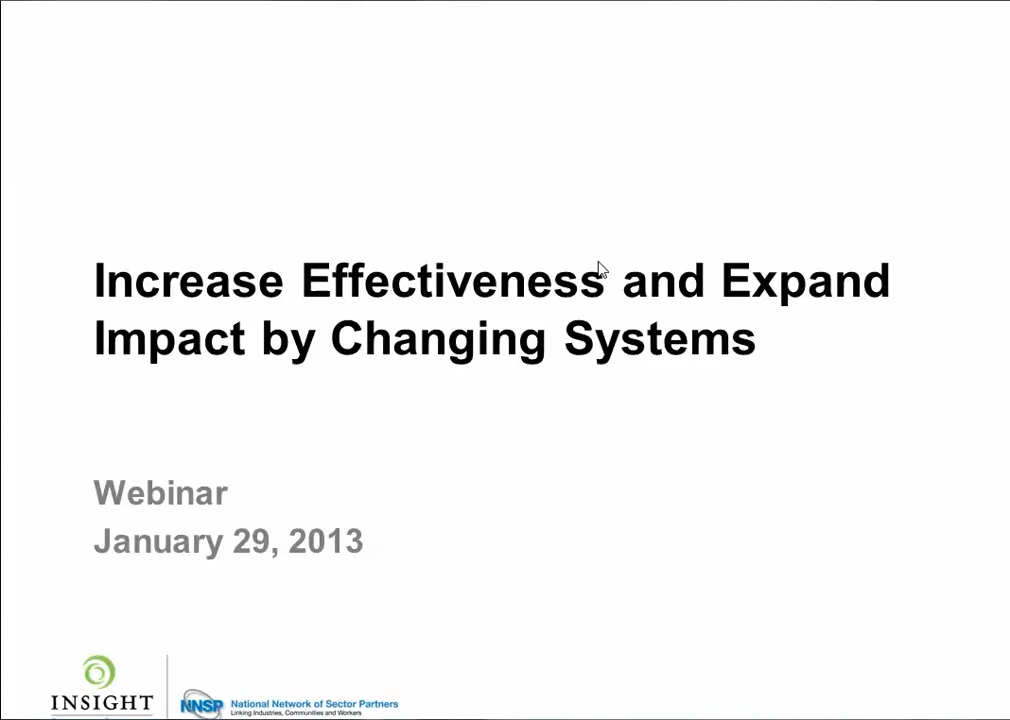 Increase Effectiveness and Expand
Impact by Changing Systems
Webinar
January 29, 2013
INSIGHT
NNSP
National Network of Sector Partners
Linking Industries, Communities and Workers